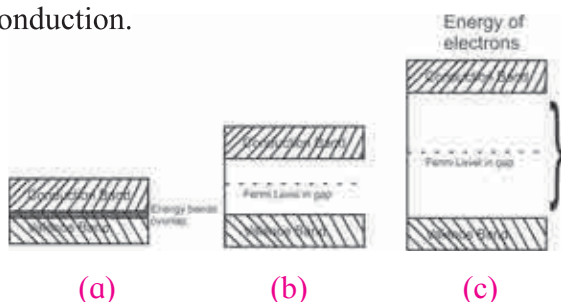 onduction.
Energy of
electrons
Conduction Band
Conduction Band
Fermi Level in gap
Conduction Band
Fermi Level in gap
Energy bands
overlap
Valence Band
Valence Band
Valence Band
(a)
(b)
(c)